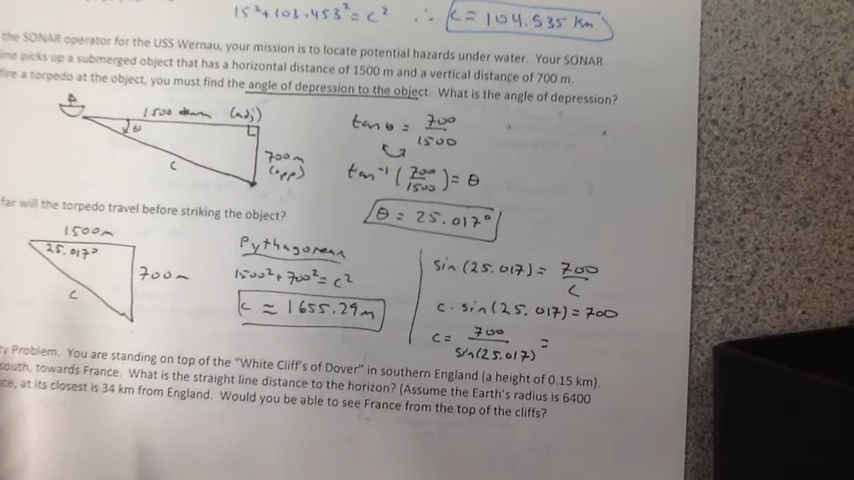 15² + 103.453² = c² ∴ c = 104.535 km
the SONAR operator for the USS Wernau, your mission is to locate potential hazards under water. Your SONAR
ine picks up a submerged object that has a horizontal distance of 1500 m and a vertical distance of 700 m.
fire a torpedo at the object, you must find the angle of depression to the object. What is the angle of depression?
1500 (adj)
θ
700m
(opp)
c
tan θ = 700/1500
tan⁻¹(700/1500) = θ
θ = 25.017°
far will the torpedo travel before striking the object?
1500m
25.017°
700m
c
Pythagorean
1500² + 700² = c²
c ≈ 1655.29m
sin(25.017) = 700/c
c · sin(25.017) = 700
c = 700/sin(25.017) =
ty Problem. You are standing on top of the "White Cliff's of Dover" in southern England (a height of 0.15 km).
south, towards France. What is the straight line distance to the horizon? (Assume the Earth's radius is 6400
ce, at its closest is 34 km from England. Would you be able to see France from the top of the cliffs?